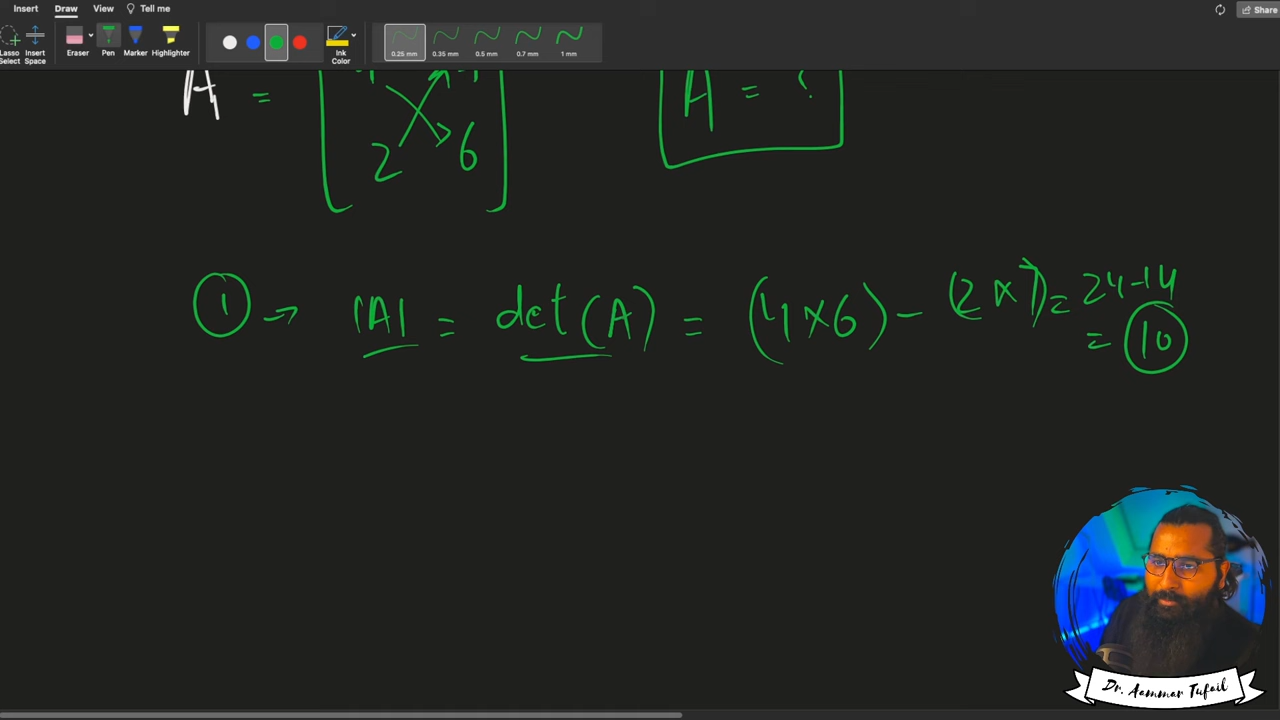 Insert Draw View Tell me Share
Lasso Select Insert Space Eraser Pen Marker Highlighter Ink Color 0.25 mm 0.35 mm 0.5 mm 0.7 mm 1 mm
A =
A = ?
2 6
1 → |A| = det(A) = (4×6) - (2×7) = 24-14
= 10
Dr. Aammar Tufail